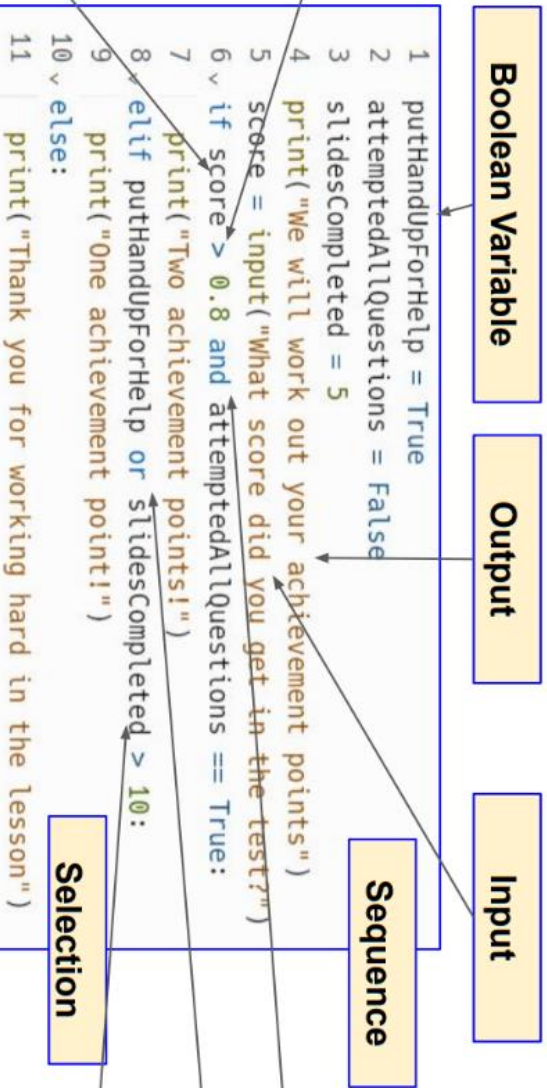 Boolean Variable
Output
Input
1 putHandUpForHelp = True
2 attemptedAllQuestions = False
3 slidesCompleted = 5
4 print("We will work out your achievement points")
5 score = input("What score did you get in the test?")
6 if score > 0.8 and attemptedAllQuestions == True:
7 print("Two achievement points!")
8 elif putHandUpForHelp or slidesCompleted > 10:
9 print("One achievement point!")
10 else:
11 print("Thank you for working hard in the lesson")
Sequence
Selection